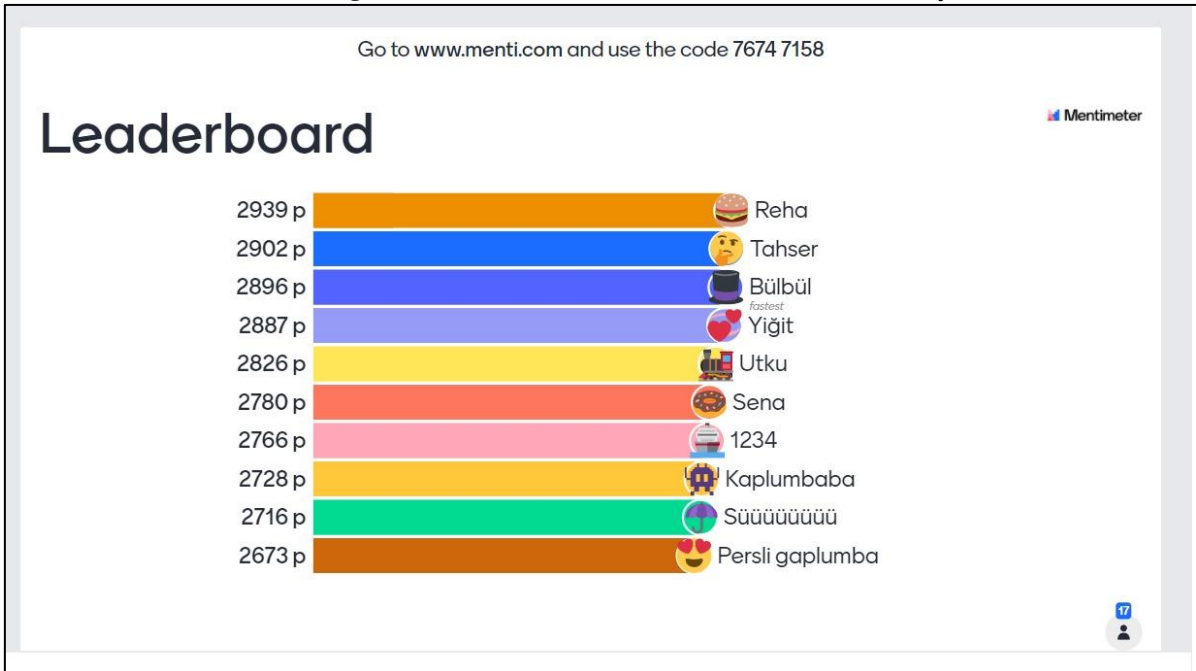 Go to www.menti.com and use the code 7674 7158
Mentimeter
Leaderboard
2939 p Reha
2902 p Tahser
2896 p Bülbül
fastest
2887 p Yiğit
2826 p Utku
2780 p Sena
2766 p 1234
2728 p Kaplumbaba
2716 p Süüüüüüüü
2673 p Persli gaplumba
17